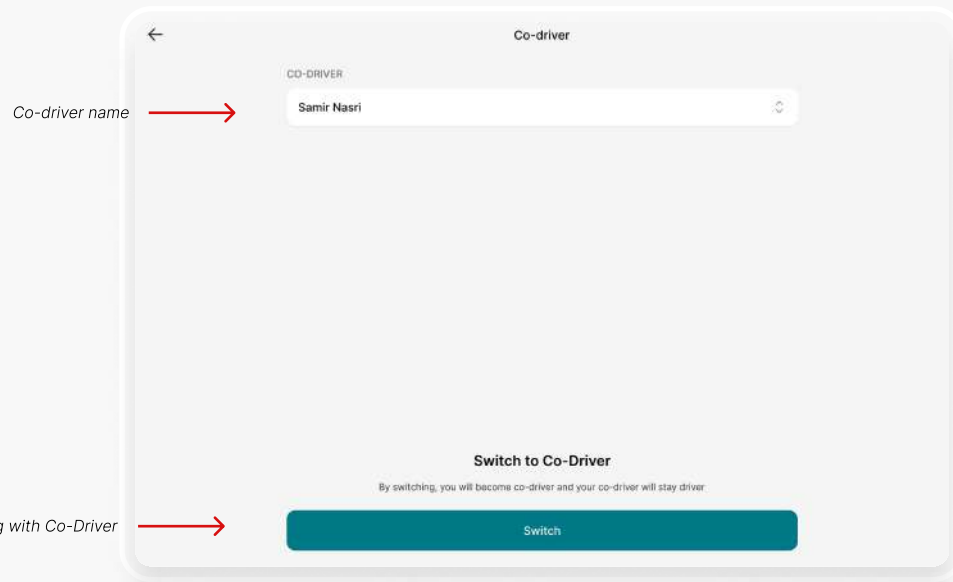 Co-driver
CO-DRIVER
Co-driver name
Samir Nasri
Switch to Co-Driver
By switching, you will become co-driver and your co-driver will stay driver
with Co-Driver
Switch